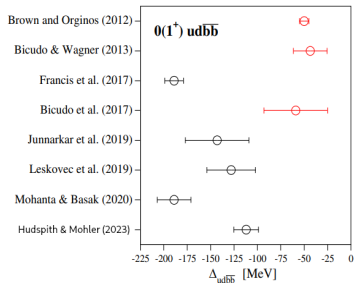 0(1⁺) udb̅b̅
Brown and Orginos (2012)
Bicudo & Wagner (2013)
Francis et al. (2017)
Bicudo et al. (2017)
Junnarkar et al. (2019)
Leskovec et al. (2019)
Mohanta & Basak (2020)
Hudspith & Mohler (2023)
-225 -200 -175 -150 -125 -100 -75 -50 -25 0
Δudb̅b̅ [MeV]